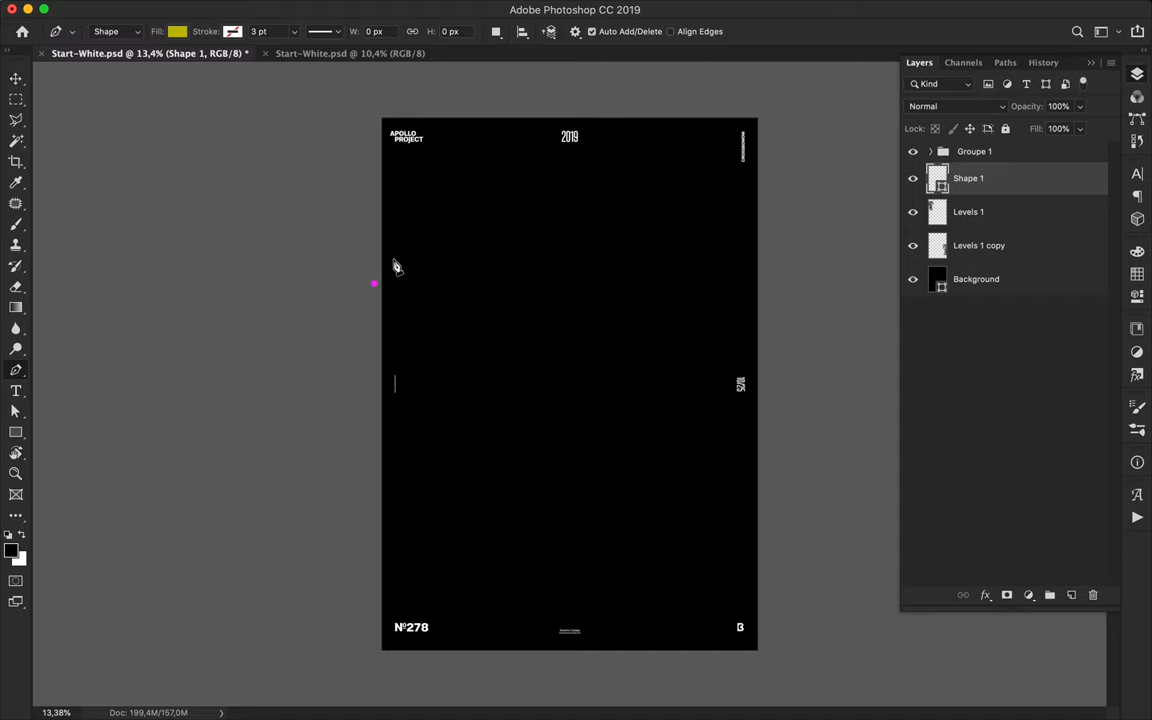 Adobe Photoshop CC 2019
Shape
Fill:
Stroke:
3 pt
W: 0 px
H: 0 px
Auto Add/Delete
Align Edges
Start-White.psd @ 13,4% (Shape 1, RGB/8) *
Start-White.psd @ 10,4% (RGB/8)
Layers
Channels
Paths
History
Kind
Normal
Opacity: 100%
Lock:
Fill: 100%
Groupe 1
Shape 1
Levels 1
Levels 1 copy
Background
APOLLO
PROJECT
2019
CROSSBOWOW
10/25
Nº278
B
13,38%
Doc: 199,4M/157,0M